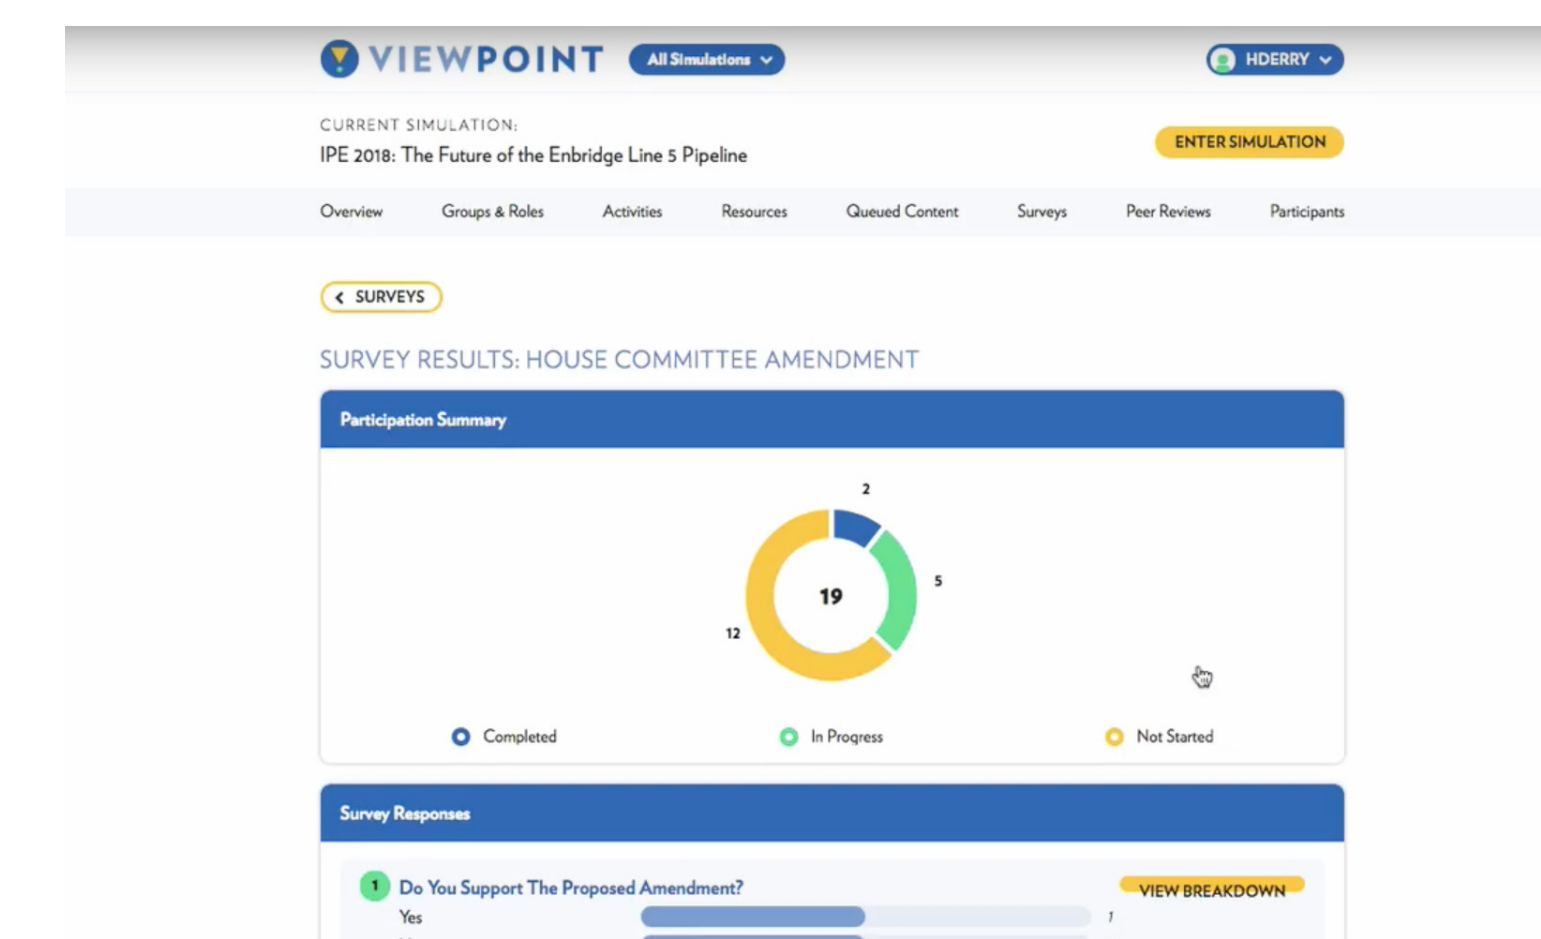 VIEWPOINT All Simulations HDERRY
CURRENT SIMULATION:
IPE 2018: The Future of the Enbridge Line 5 Pipeline
ENTER SIMULATION
Overview Groups & Roles Activities Resources Queued Content Surveys Peer Reviews Participants
SURVEYS
SURVEY RESULTS: HOUSE COMMITTEE AMENDMENT
Participation Summary
2
5
19
12
Completed In Progress Not Started
Survey Responses
1 Do You Support The Proposed Amendment? VIEW BREAKDOWN
Yes 1